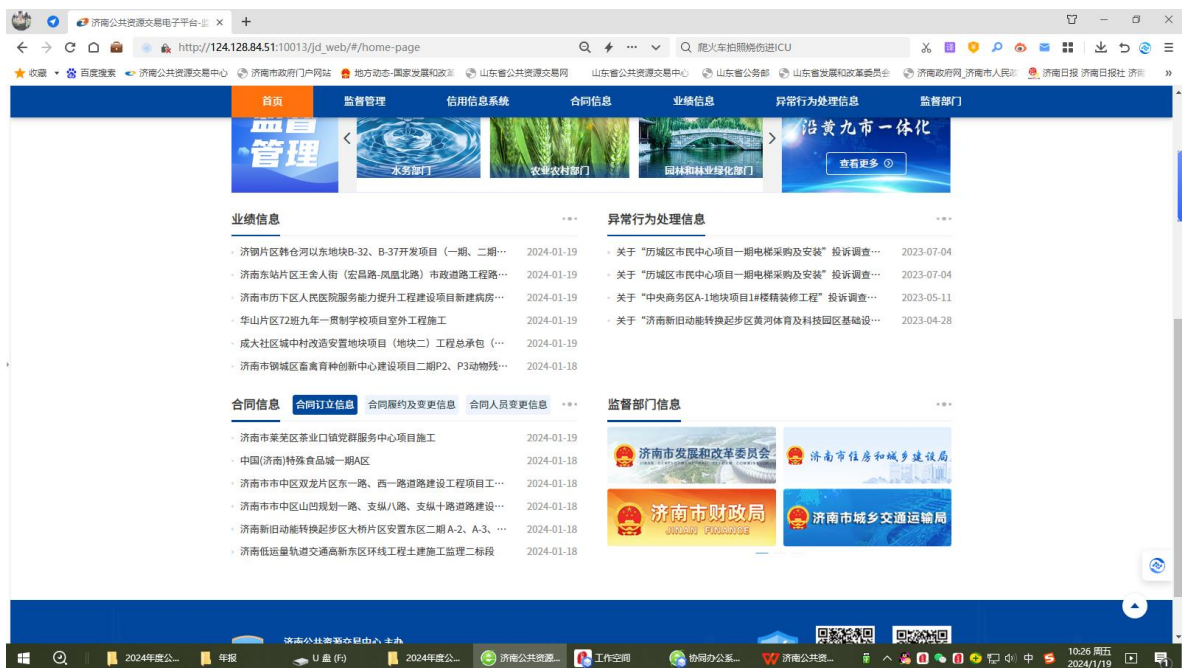 济南公共资源交易电子平台-监
http://124.128.84.51:10013/jd_web/#/home-page
爬火车拍照烧伤进ICU
收藏
百度搜索
济南公共资源交易中心
济南市政府门户网站
地方动态-国家发展和改革
山东省公共资源交易网
山东省公共资源交易中心
山东省公务部
山东省发展和改革委员会
济南政府网_济南市人民政
济南日报 济南日报社 济南
首页
监督管理
信用信息系统
合同信息
业绩信息
异常行为处理信息
监督部门
监督
管理
水务部门
农业农村部门
园林和林业绿化部门
沿黄九市一体化
查看更多
业绩信息
济钢片区韩仓河以东地块B-32、B-37开发项目（一期、二期… 2024-01-19
济南东站片区王舍人街（宏昌路-凤凰北路）市政道路工程路… 2024-01-19
济南市历下区人民医院服务能力提升工程建设项目新建病房… 2024-01-19
华山片区72班九年一贯制学校项目室外工程施工 2024-01-19
成大社区城中村改造安置地块项目（地块二）工程总承包（… 2024-01-19
济南市钢城区畜禽育种创新中心建设项目二期P2、P3动物残… 2024-01-18
异常行为处理信息
关于“历城区市民中心项目一期电梯采购及安装”投诉调查… 2023-07-04
关于“历城区市民中心项目一期电梯采购及安装”投诉调查… 2023-07-04
关于“中央商务区A-1地块项目1#楼精装修工程”投诉调查… 2023-05-11
关于“济南新旧动能转换起步区黄河体育及科技园区基础设… 2023-04-28
合同信息 合同订立信息 合同履约及变更信息 合同人员变更信息
济南市莱芜区茶业口镇党群服务中心项目施工 2024-01-19
中国(济南)特殊食品城一期A区 2024-01-18
济南市市中区双龙片区东一路、西一路道路建设工程项目工… 2024-01-18
济南市市中区山凹规划一路、支纵八路、支纵十路道路建设… 2024-01-18
济南新旧动能转换起步区大桥片区安置东区二期 A-2、A-3、… 2024-01-18
济南低运量轨道交通高新东区环线工程土建施工监理二标段 2024-01-18
监督部门信息
济南市发展和改革委员会
济南市住房和城乡建设局
济南市财政局
JINAN FINANCE
济南市城乡交通运输局
济南公共资源交易中心 主办
2024年度公...
年报
U 盘 (F:)
2024年度公...
济南公共资源...
工作空间
协同办公系...
济南公共资...
中
10:26 周五
2024/1/19